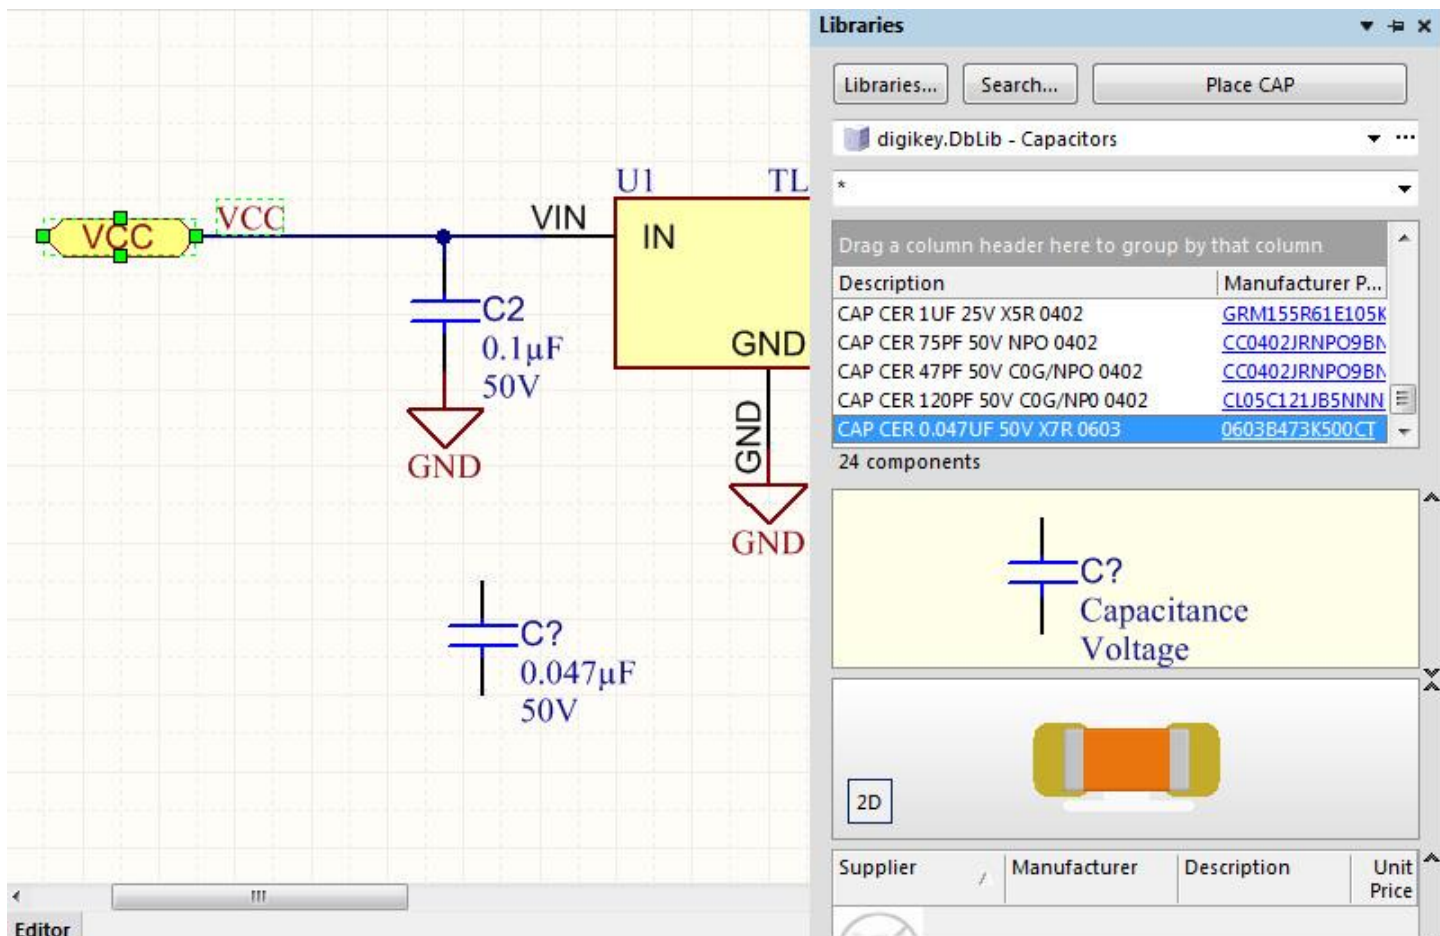 Libraries
Libraries...
Search...
Place CAP
digikey.DbLib - Capacitors
...
*
Drag a column header here to group by that column
Description Manufacturer P...
CAP CER 1UF 25V X5R 0402 GRM155R61E105K
CAP CER 75PF 50V NPO 0402 CC0402JRNPO9BN
CAP CER 47PF 50V C0G/NPO 0402 CC0402JRNPO9BN
CAP CER 120PF 50V C0G/NP0 0402 CL05C121JB5NNN
CAP CER 0.047UF 50V X7R 0603 0603B473K500CT
24 components
C?
Capacitance
Voltage
2D
Supplier Manufacturer Description Unit
Price
U1 TL
VCC VCC VIN IN
C2
0.1µF
50V
GND
GND
GND
GND
C?
0.047µF
50V
Editor